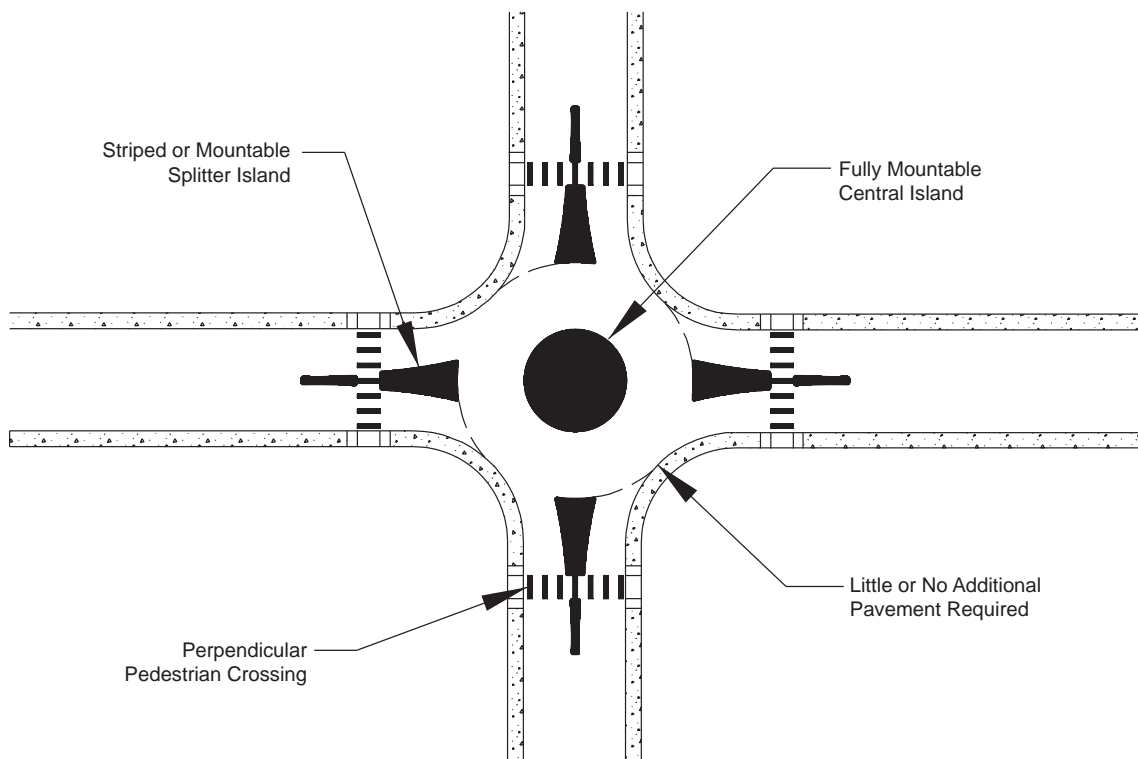 Striped or Mountable
Splitter Island
Fully Mountable
Central Island
Little or No Additional
Pavement Required
Perpendicular
Pedestrian Crossing